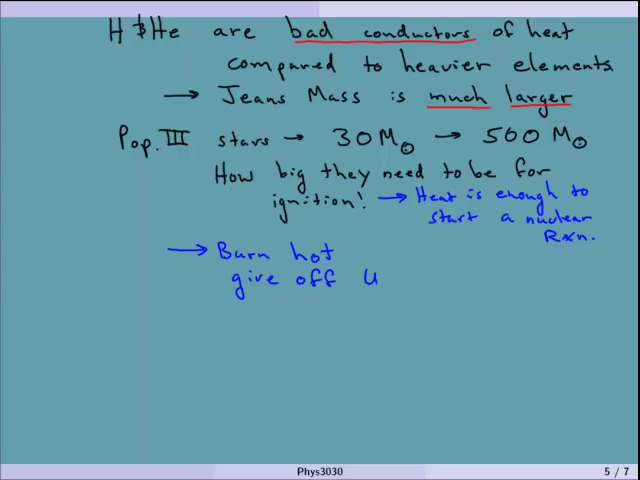 H & He are bad conductors of heat
compared to heavier elements
→ Jeans Mass is much larger
Pop. III stars → 30 M☉ → 500 M☉
How big they need to be for
ignition! → Heat is enough to
start a nuclear
Rxn.
→ Burn hot
give off U
Phys3030
5 / 7